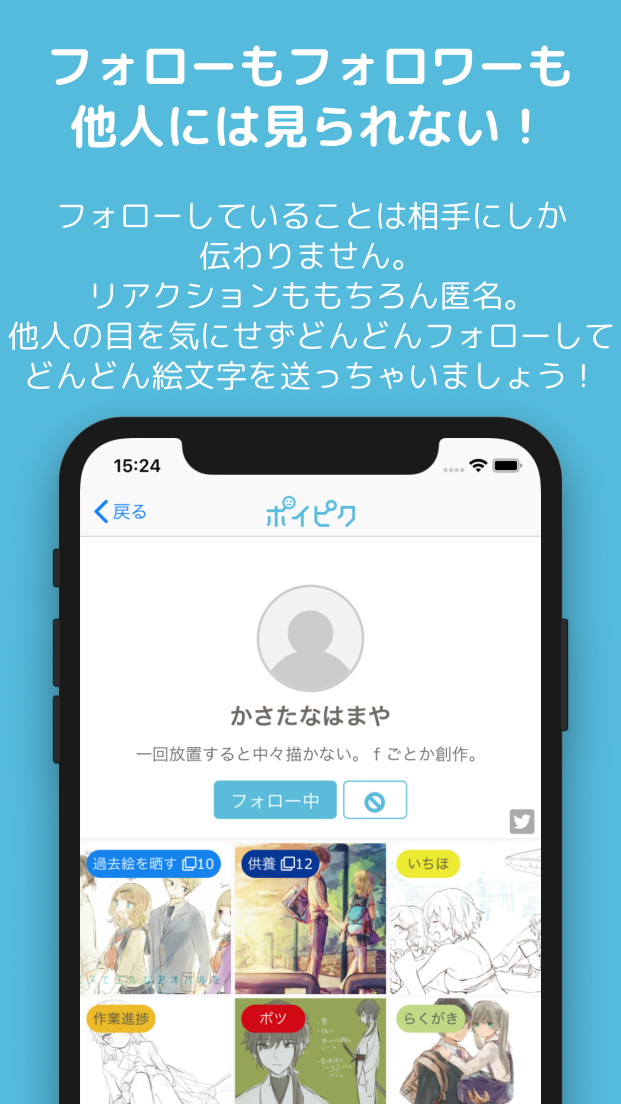 フォローもフォロワーも
他人には見られない！
フォローしていることは相手にしか
伝わりません。
リアクションももちろん匿名。
他人の目を気にせずどんどんフォローして
どんどん絵文字を送っちゃいましょう！
15:24
戻る
ポイピク
かさたなはまや
一回放置すると中々描かない。ｆごとか創作。
フォロー中
過去絵を晒す 10
供養 12
いちほ
作業進捗
ボツ
らくがき